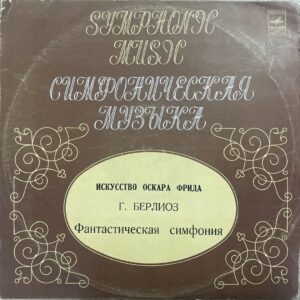 SYMPHONIC
MUSIC
СИМФОНИЧЕСКАЯ
МУЗЫКА
ИСКУССТВО ОСКАРА ФРИДА
Г. БЕРЛИОЗ
Фантастическая симфония